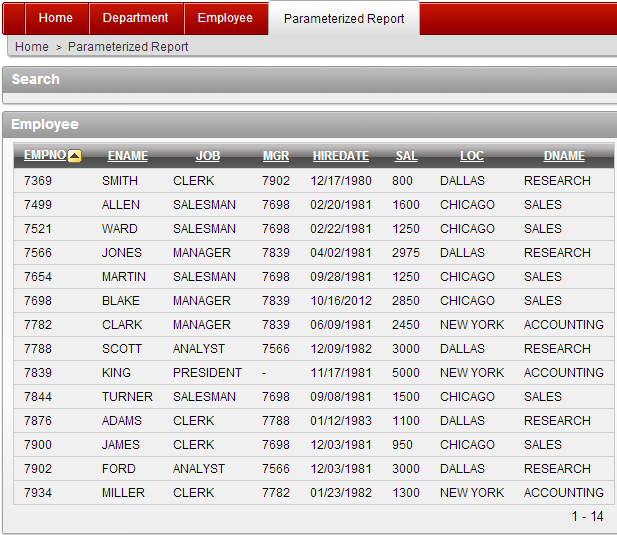 Home Department Employee Parameterized Report
Home > Parameterized Report
Search
Employee
EMPNO ENAME JOB MGR HIREDATE SAL LOC DNAME
7369 SMITH CLERK 7902 12/17/1980 800 DALLAS RESEARCH
7499 ALLEN SALESMAN 7698 02/20/1981 1600 CHICAGO SALES
7521 WARD SALESMAN 7698 02/22/1981 1250 CHICAGO SALES
7566 JONES MANAGER 7839 04/02/1981 2975 DALLAS RESEARCH
7654 MARTIN SALESMAN 7698 09/28/1981 1250 CHICAGO SALES
7698 BLAKE MANAGER 7839 10/16/2012 2850 CHICAGO SALES
7782 CLARK MANAGER 7839 06/09/1981 2450 NEW YORK ACCOUNTING
7788 SCOTT ANALYST 7566 12/09/1982 3000 DALLAS RESEARCH
7839 KING PRESIDENT - 11/17/1981 5000 NEW YORK ACCOUNTING
7844 TURNER SALESMAN 7698 09/08/1981 1500 CHICAGO SALES
7876 ADAMS CLERK 7788 01/12/1983 1100 DALLAS RESEARCH
7900 JAMES CLERK 7698 12/03/1981 950 CHICAGO SALES
7902 FORD ANALYST 7566 12/03/1981 3000 DALLAS RESEARCH
7934 MILLER CLERK 7782 01/23/1982 1300 NEW YORK ACCOUNTING
1 - 14